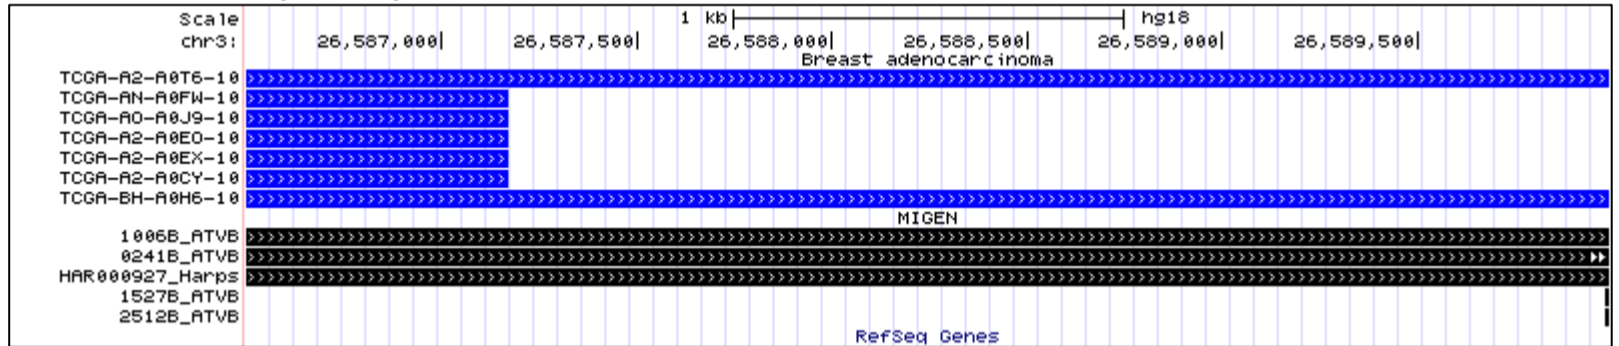 Scale 1 kb hg18
chr3: 26,587,000| 26,587,500| 26,588,000| 26,588,500| 26,589,000| 26,589,500|
Breast adenocarcinoma
TCGA-A2-A0T6-10
TCGA-AN-A0FW-10
TCGA-AO-A0J9-10
TCGA-A2-A0EO-10
TCGA-A2-A0EX-10
TCGA-A2-A0CY-10
TCGA-BH-A0H6-10
MIGEN
1006B_ATVB
0241B_ATVB
HAR000927_Harps
1527B_ATVB
2512B_ATVB
RefSeq Genes